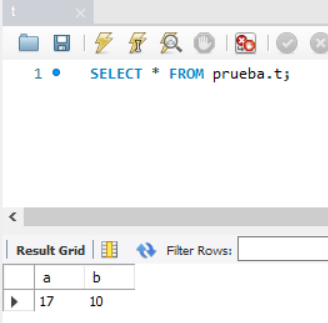 t
1 SELECT * FROM prueba.t;
Result Grid Filter Rows:
a b
17 10